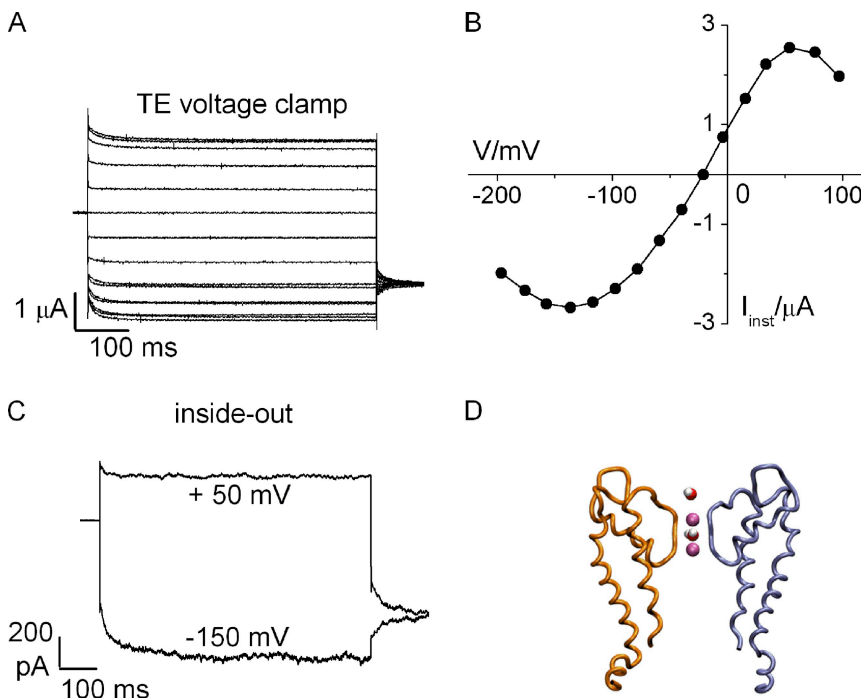 A
TE voltage clamp
1 μA
100 ms
B
3
1
V/mV
-200
-100
0
100
-1
-3
I_inst/μA
C
inside-out
+ 50 mV
-150 mV
200
pA
100 ms
D